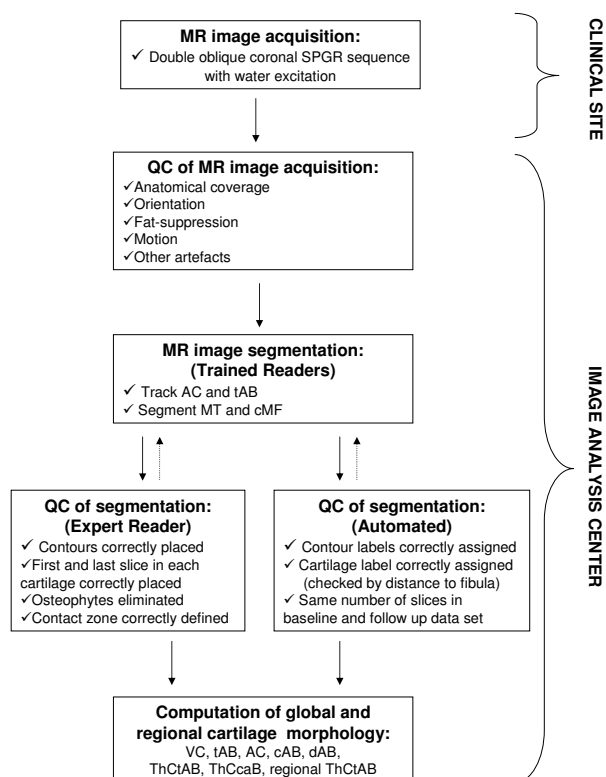 MR image acquisition:
✓ Double oblique coronal SPGR sequence
with water excitation
CLINICAL SITE
QC of MR image acquisition:
✓Anatomical coverage
✓Orientation
✓Fat-suppression
✓Motion
✓Other artefacts
MR image segmentation:
(Trained Readers)
✓ Track AC and tAB
✓ Segment MT and cMF
IMAGE ANALYSIS CENTER
QC of segmentation:
(Expert Reader)
✓ Contours correctly placed
✓First and last slice in each
cartilage correctly placed
✓Osteophytes eliminated
✓Contact zone correctly defined
QC of segmentation:
(Automated)
✓ Contour labels correctly assigned
✓ Cartilage label correctly assigned
(checked by distance to fibula)
✓ Same number of slices in
baseline and follow up data set
Computation of global and
regional cartilage morphology:
VC, tAB, AC, cAB, dAB,
ThCtAB, ThCcaB, regional ThCtAB